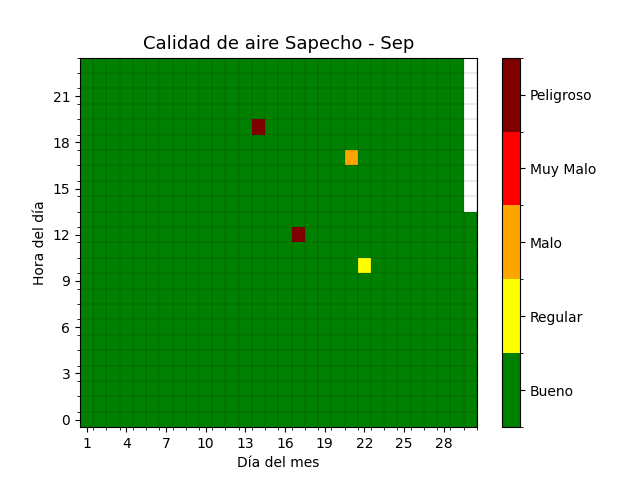 Calidad de aire Sapecho - Sep
Hora del día
21
18
15
12
9
6
3
0
1 4 7 10 13 16 19 22 25 28
Día del mes
Peligroso
Muy Malo
Malo
Regular
Bueno